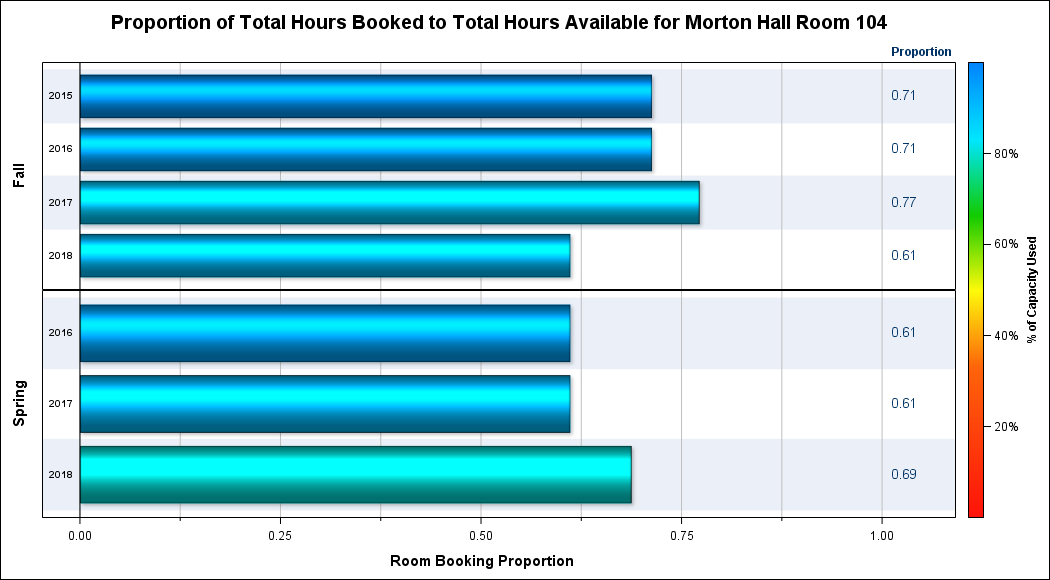 Proportion of Total Hours Booked to Total Hours Available for Morton Hall Room 104
Proportion
Fall
2015 0.71
2016 0.71
2017 0.77
2018 0.61
Spring
2016 0.61
2017 0.61
2018 0.69
0.00 0.25 0.50 0.75 1.00
Room Booking Proportion
80%
60%
40%
20%
% of Capacity Used